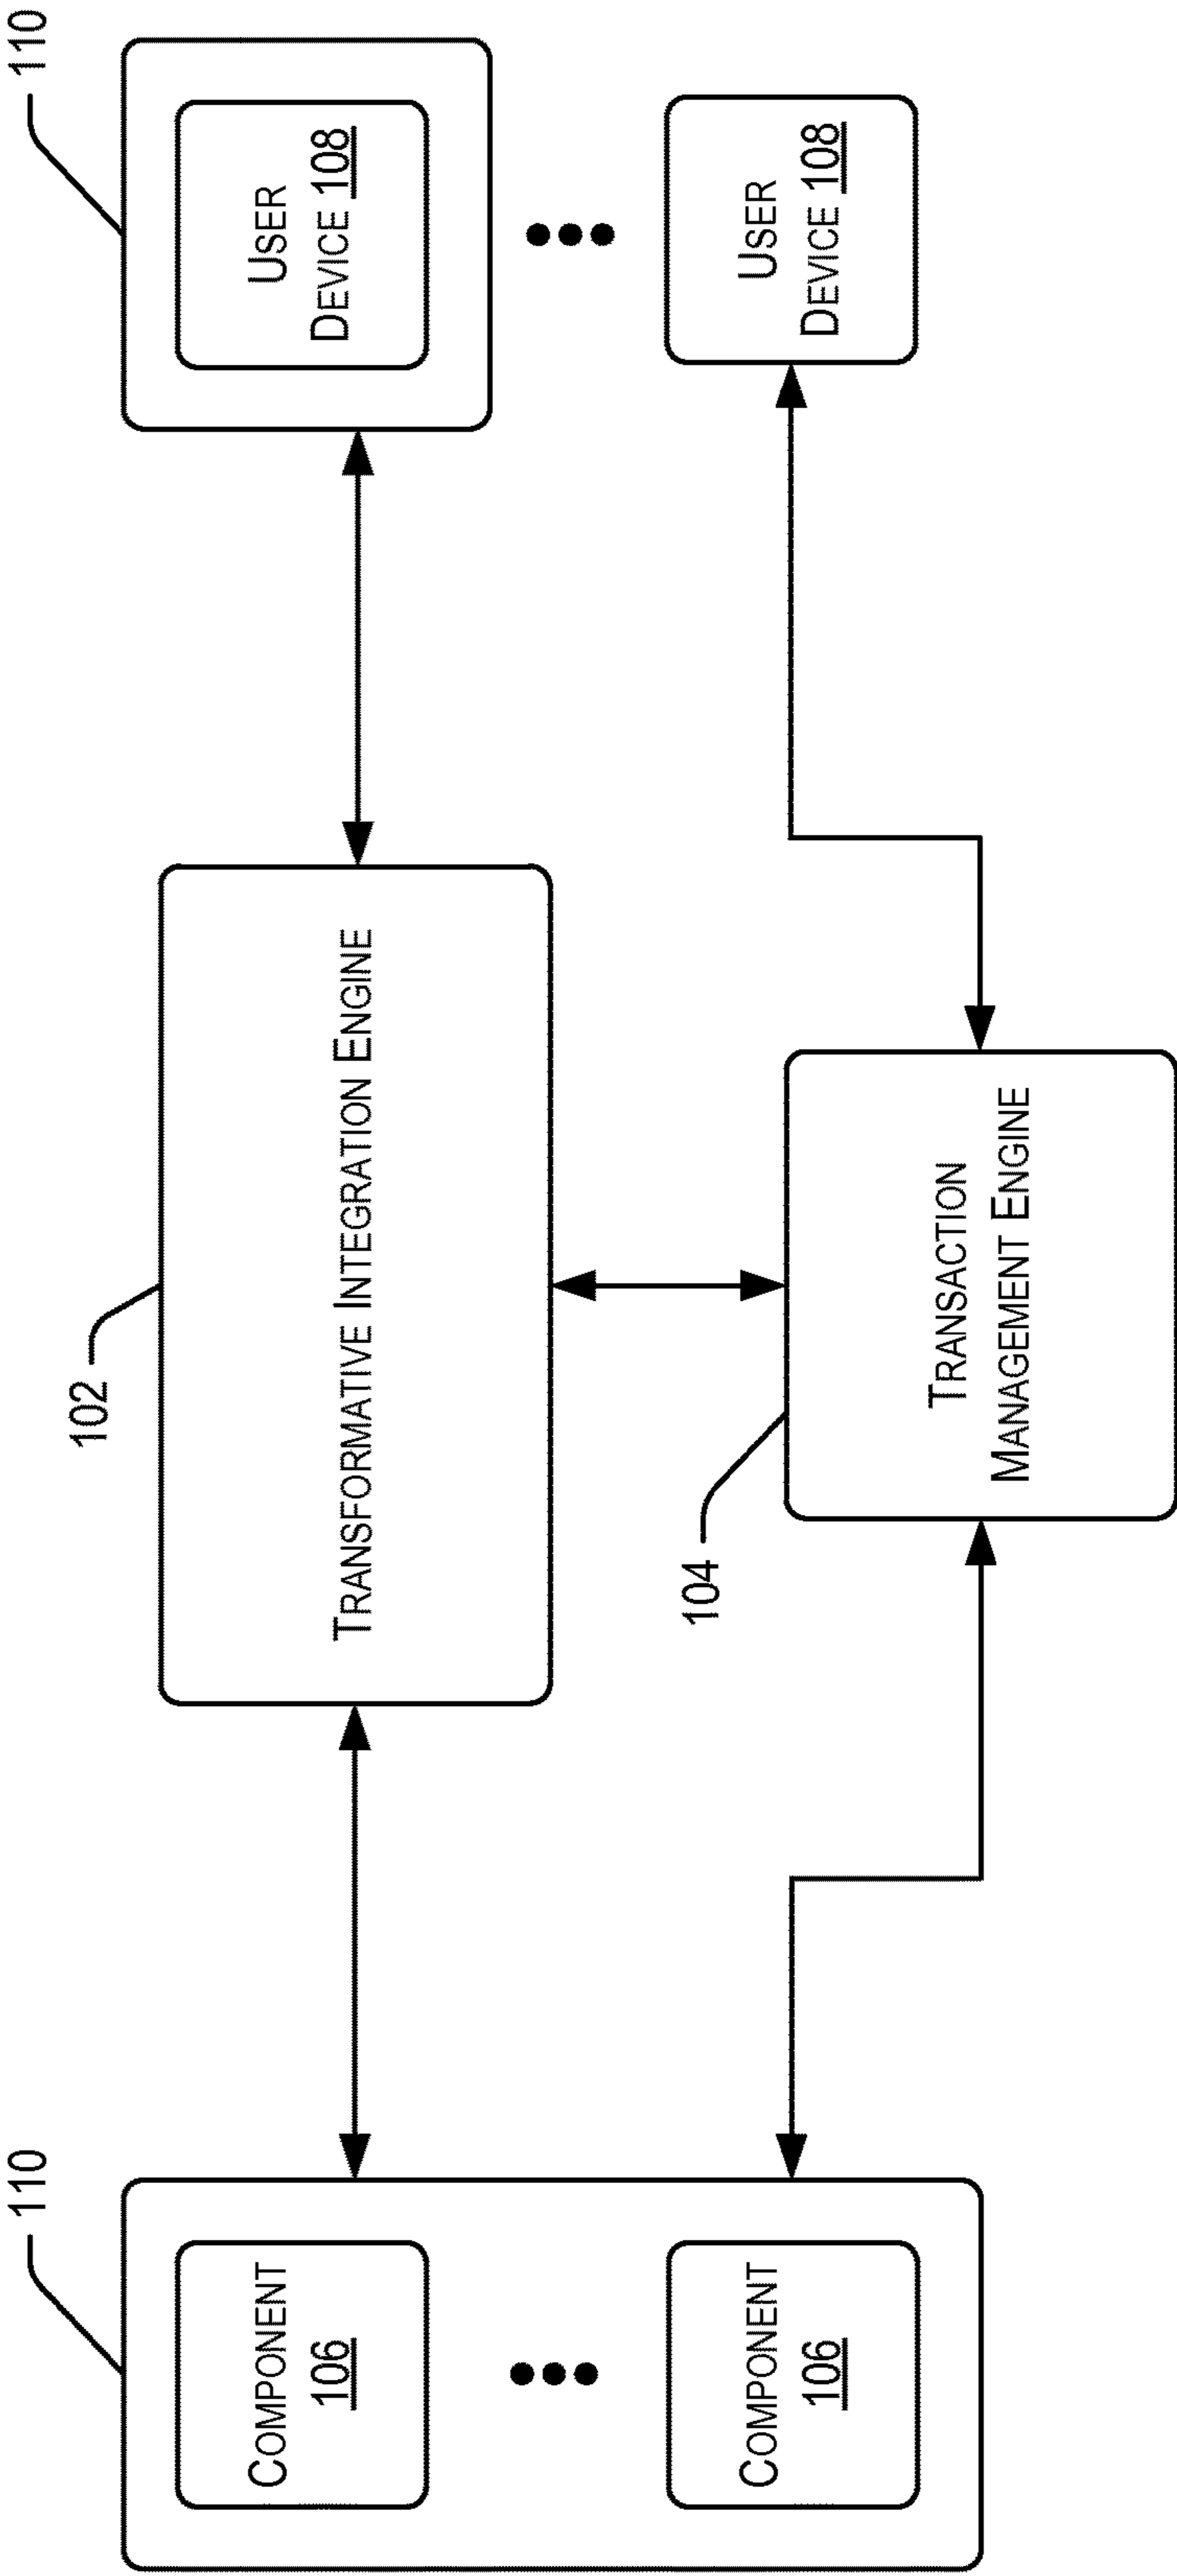 110
COMPONENT
106
COMPONENT
106
102
TRANSFORMATIVE INTEGRATION ENGINE
104
TRANSACTION
MANAGEMENT ENGINE
110
USER
DEVICE 108
USER
DEVICE 108